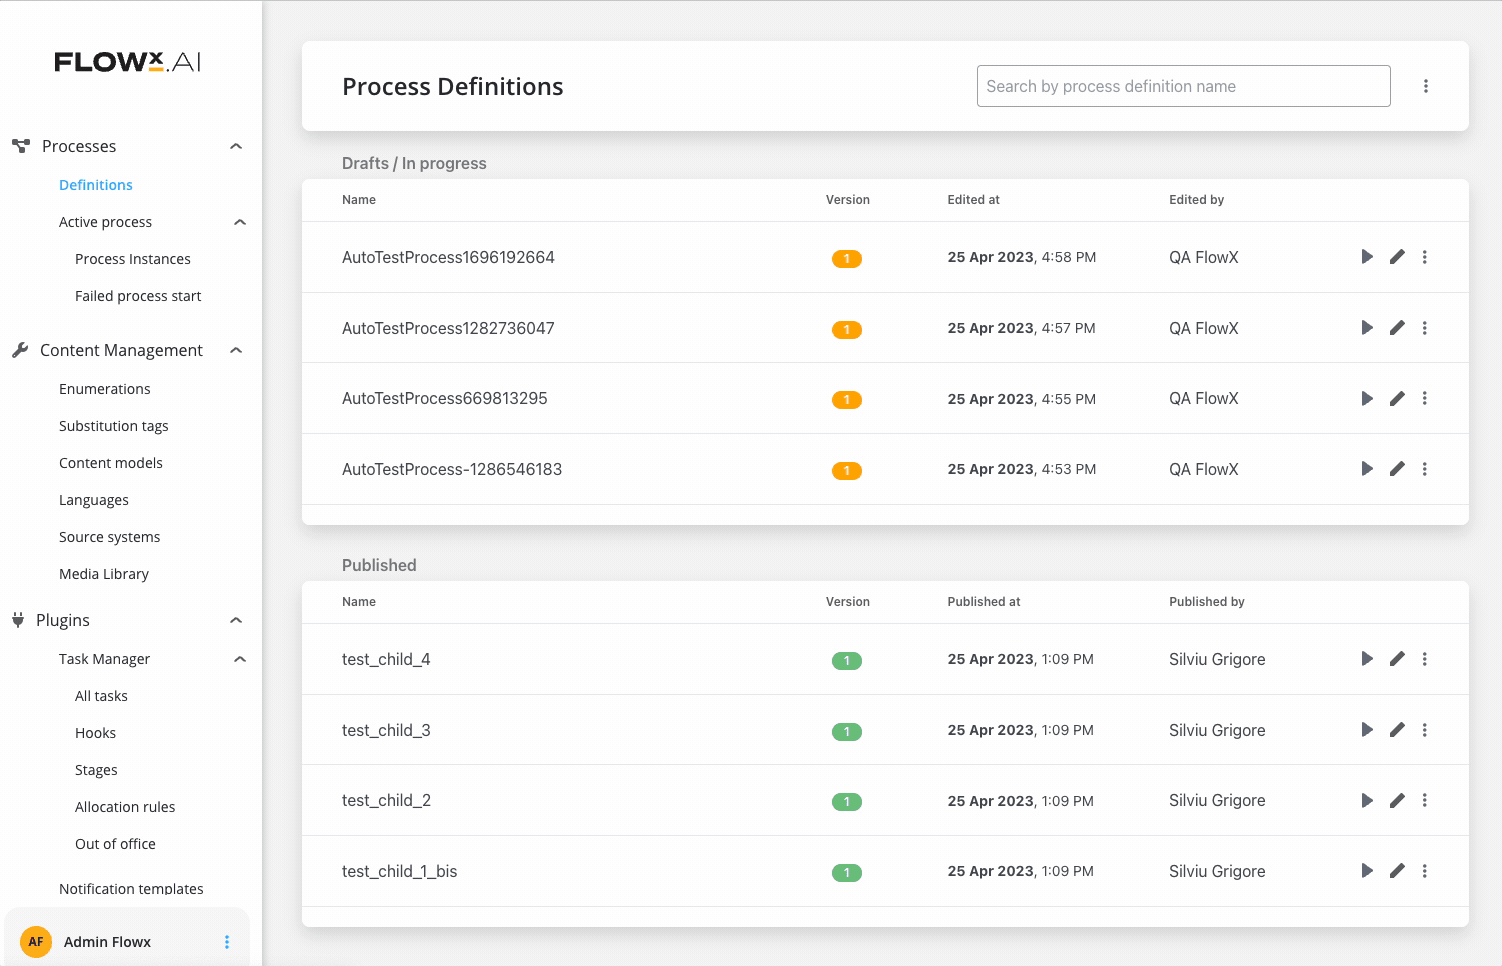 FLOWX.AI
Processes
Definitions
Active process
Process Instances
Failed process start
Content Management
Enumerations
Substitution tags
Content models
Languages
Source systems
Media Library
Plugins
Task Manager
All tasks
Hooks
Stages
Allocation rules
Out of office
Notification templates
AF Admin Flowx
Process Definitions
Search by process definition name
Drafts / In progress
Name Version Edited at Edited by
AutoTestProcess1696192664 1 25 Apr 2023, 4:58 PM QA FlowX
AutoTestProcess1282736047 1 25 Apr 2023, 4:57 PM QA FlowX
AutoTestProcess669813295 1 25 Apr 2023, 4:55 PM QA FlowX
AutoTestProcess-1286546183 1 25 Apr 2023, 4:53 PM QA FlowX
Published
Name Version Published at Published by
test_child_4 1 25 Apr 2023, 1:09 PM Silviu Grigore
test_child_3 1 25 Apr 2023, 1:09 PM Silviu Grigore
test_child_2 1 25 Apr 2023, 1:09 PM Silviu Grigore
test_child_1_bis 1 25 Apr 2023, 1:09 PM Silviu Grigore